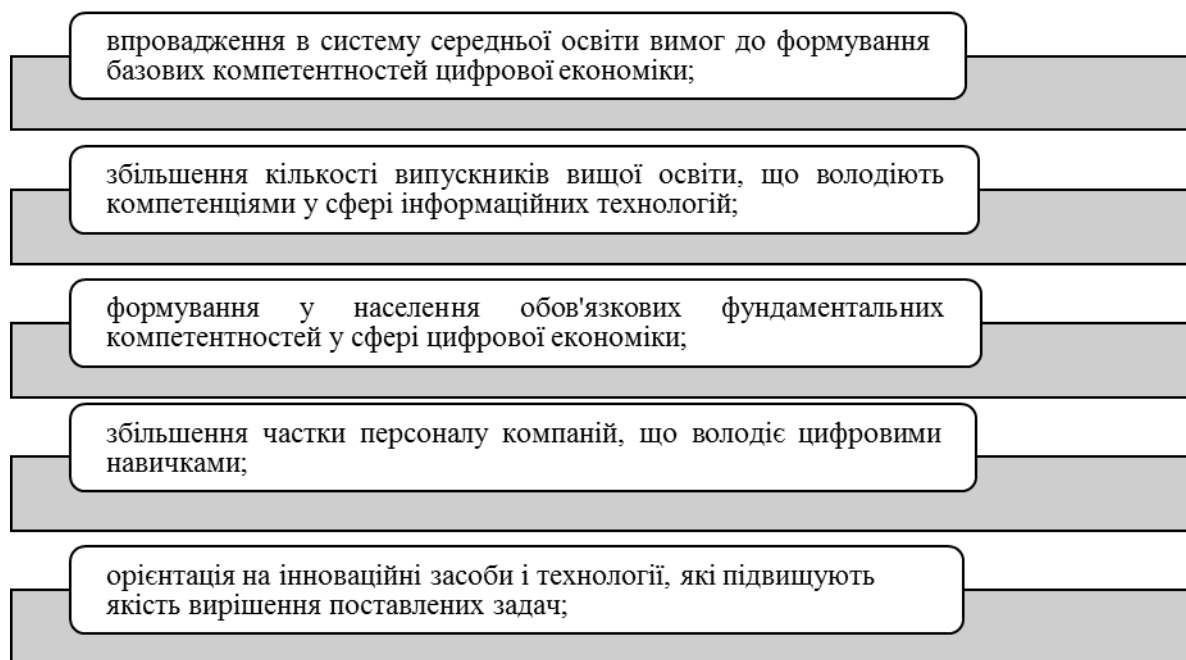 впровадження в систему середньої освіти вимог до формування
базових компетентностей цифрової економіки;
збільшення кількості випускників вищої освіти, що володіють
компетенціями у сфері інформаційних технологій;
формування у населення обов'язкових фундаментальних
компетентностей у сфері цифрової економіки;
збільшення частки персоналу компаній, що володіє цифровими
навичками;
орієнтація на інноваційні засоби і технології, які підвищують
якість вирішення поставлених задач;